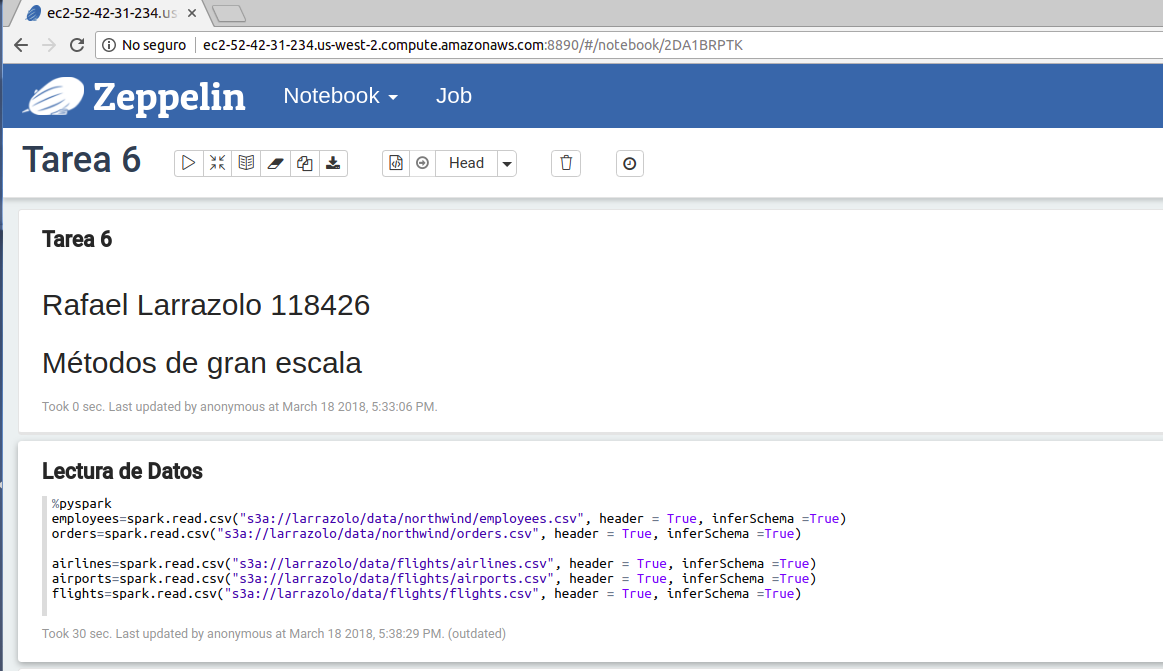 ec2-52-42-31-234.us
No seguro ec2-52-42-31-234.us-west-2.compute.amazonaws.com:8890/#/notebook/2DA1BRPTK
Zeppelin Notebook Job
Tarea 6 Head
Tarea 6
Rafael Larrazolo 118426
Métodos de gran escala
Took 0 sec. Last updated by anonymous at March 18 2018, 5:33:06 PM.
Lectura de Datos
%pyspark
employees=spark.read.csv("s3a://larrazolo/data/northwind/employees.csv", header = True, inferSchema =True)
orders=spark.read.csv("s3a://larrazolo/data/northwind/orders.csv", header = True, inferSchema =True)
airlines=spark.read.csv("s3a://larrazolo/data/flights/airlines.csv", header = True, inferSchema =True)
airports=spark.read.csv("s3a://larrazolo/data/flights/airports.csv", header = True, inferSchema =True)
flights=spark.read.csv("s3a://larrazolo/data/flights/flights.csv", header = True, inferSchema =True)
Took 30 sec. Last updated by anonymous at March 18 2018, 5:38:29 PM. (outdated)